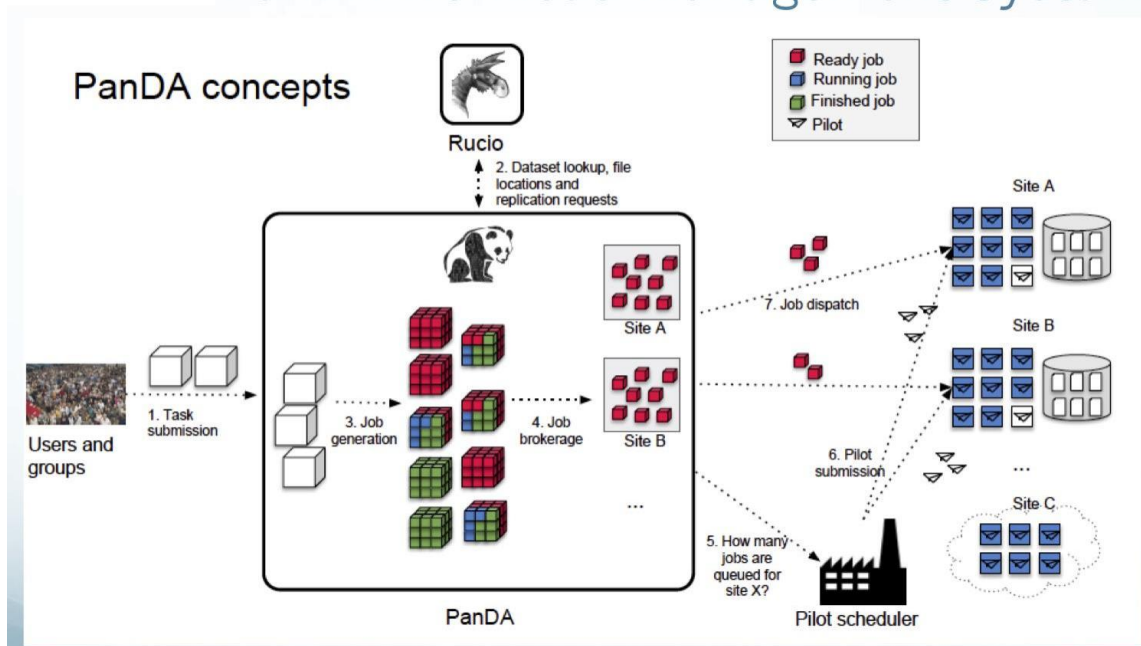 PanDA concepts
Rucio
Ready job
Running job
Finished job
Pilot
2. Dataset lookup, file
locations and
replication requests
Users and
groups
1. Task
submission
3. Job
generation
4. Job
brokerage
Site A
Site B
...
PanDA
5. How many
jobs are
queued for
site X?
Pilot scheduler
6. Pilot
submission
7. Job dispatch
Site A
Site B
...
Site C